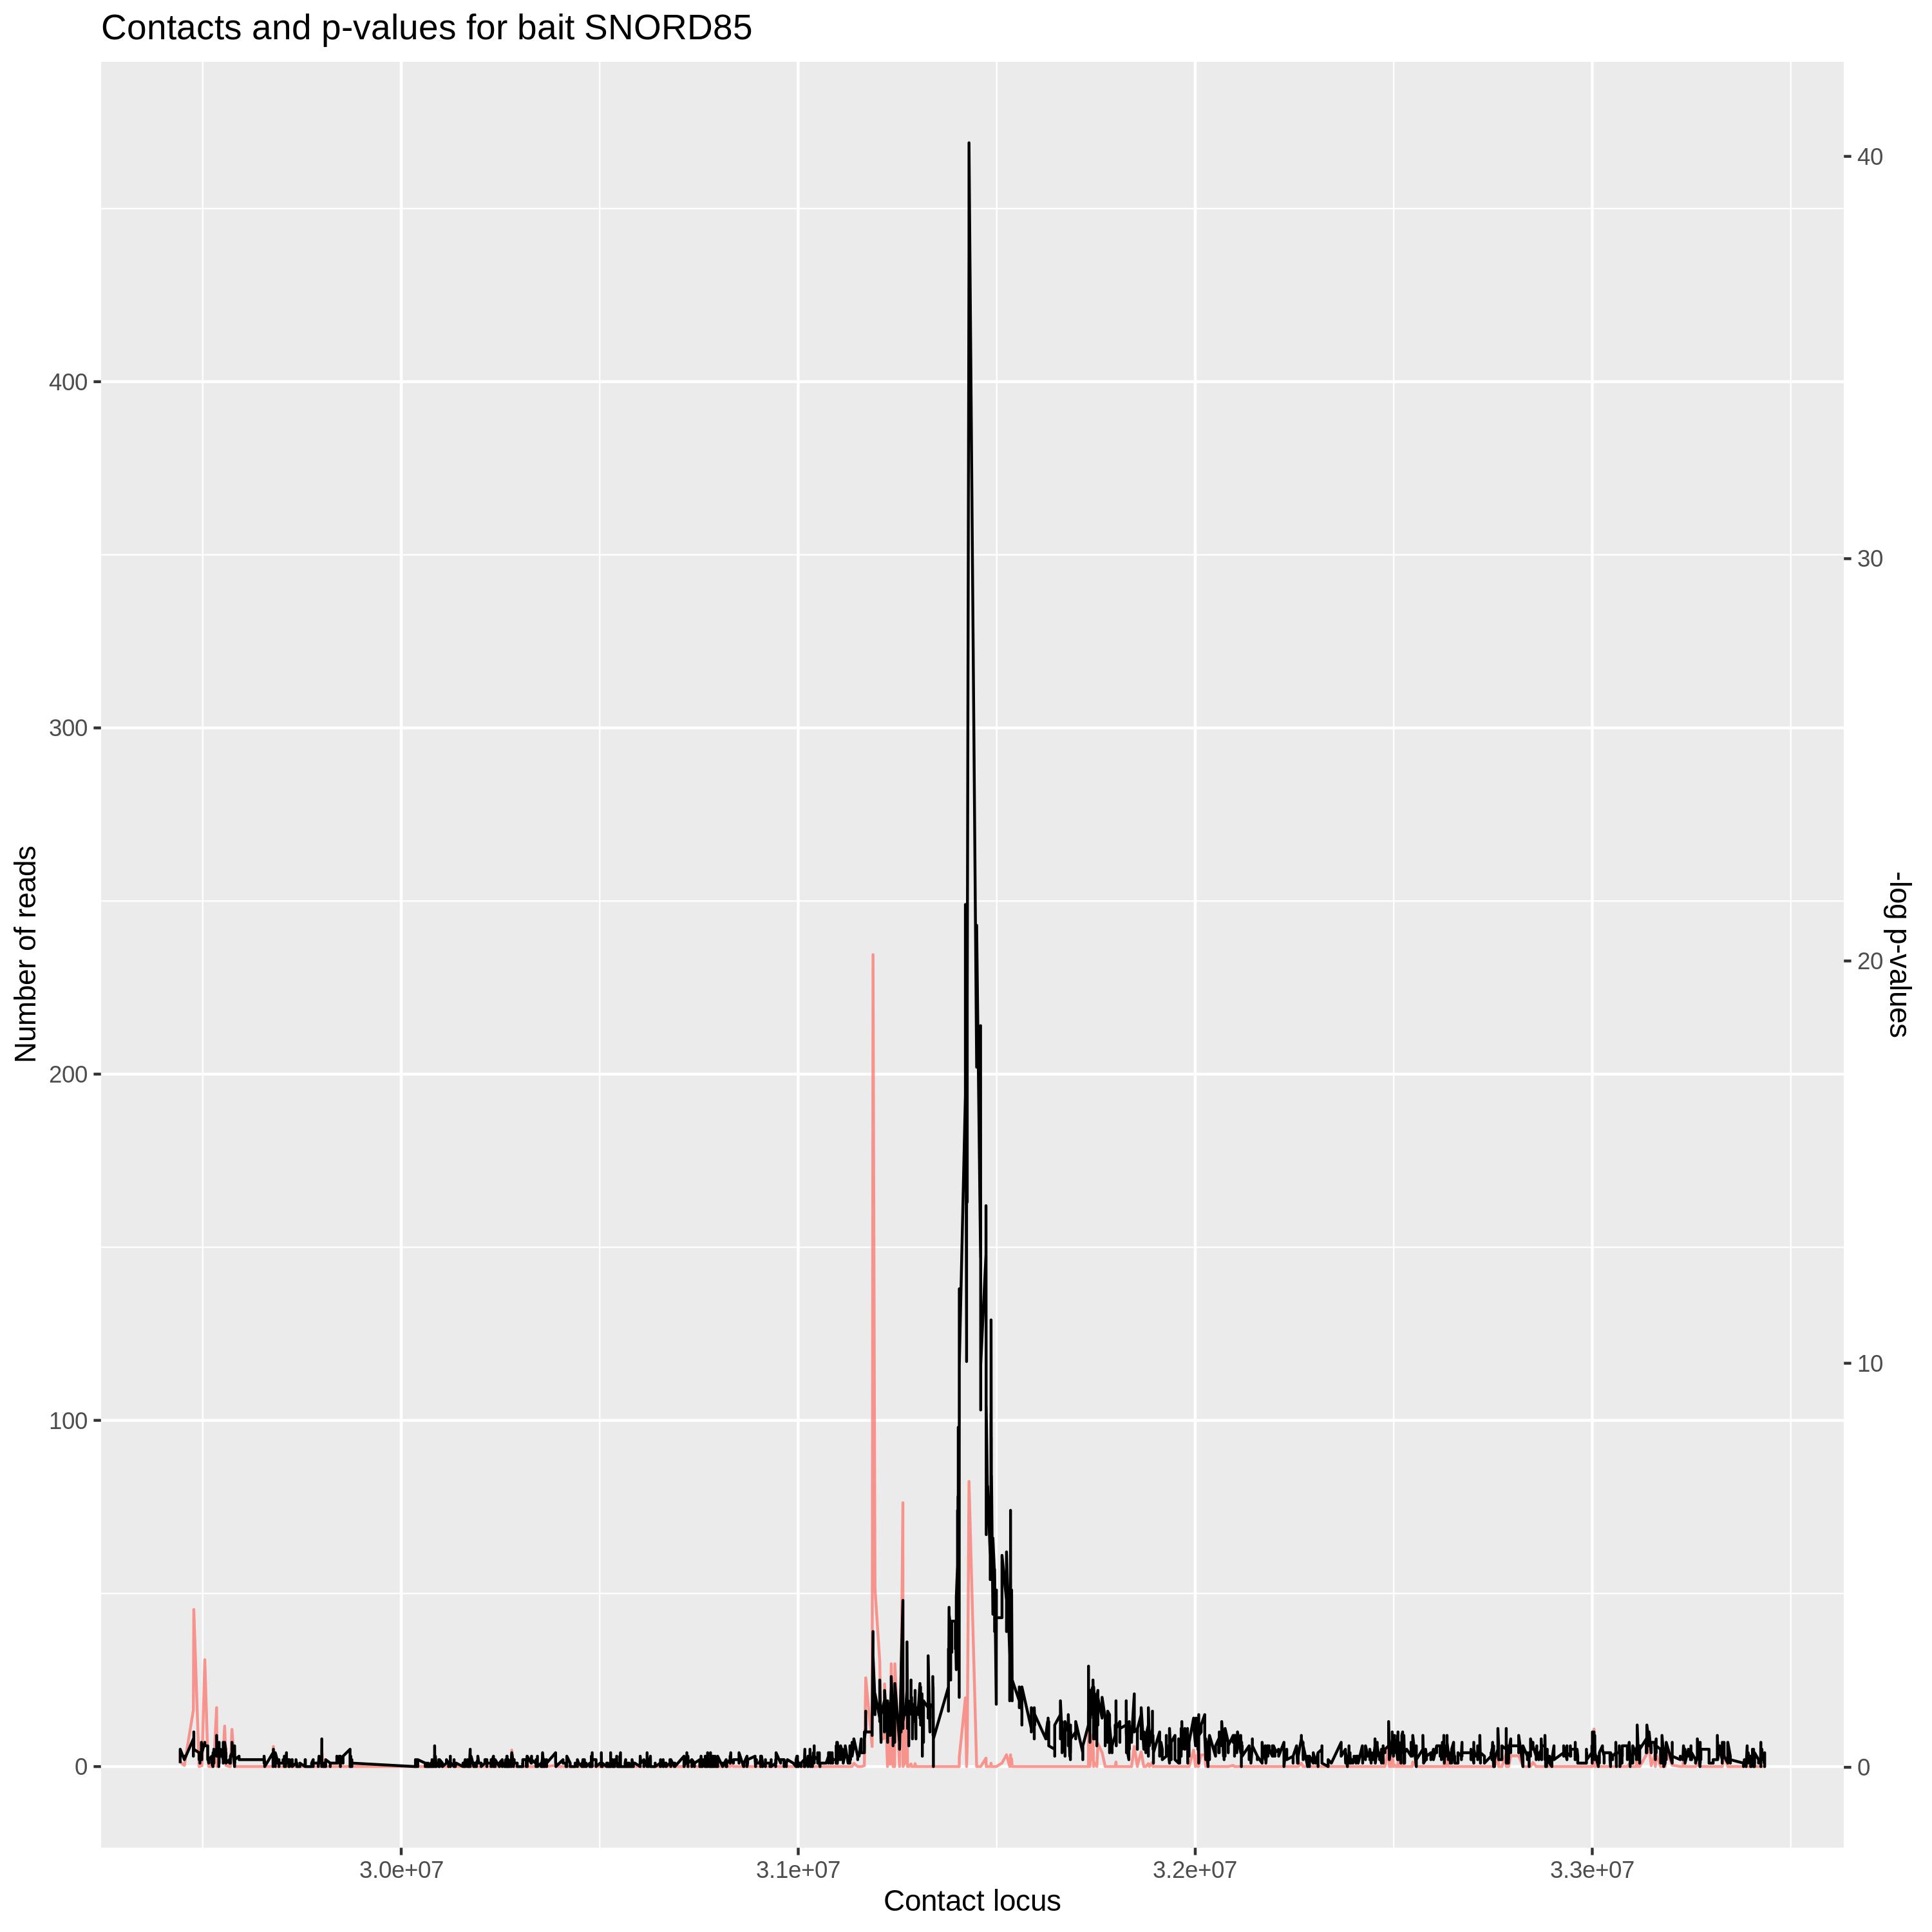 Contacts and p-values for bait SNORD85
400
300
200
100
0
Number of reads
40
30
20
10
0
-log p-values
3.0e+07
3.1e+07
3.2e+07
3.3e+07
Contact locus